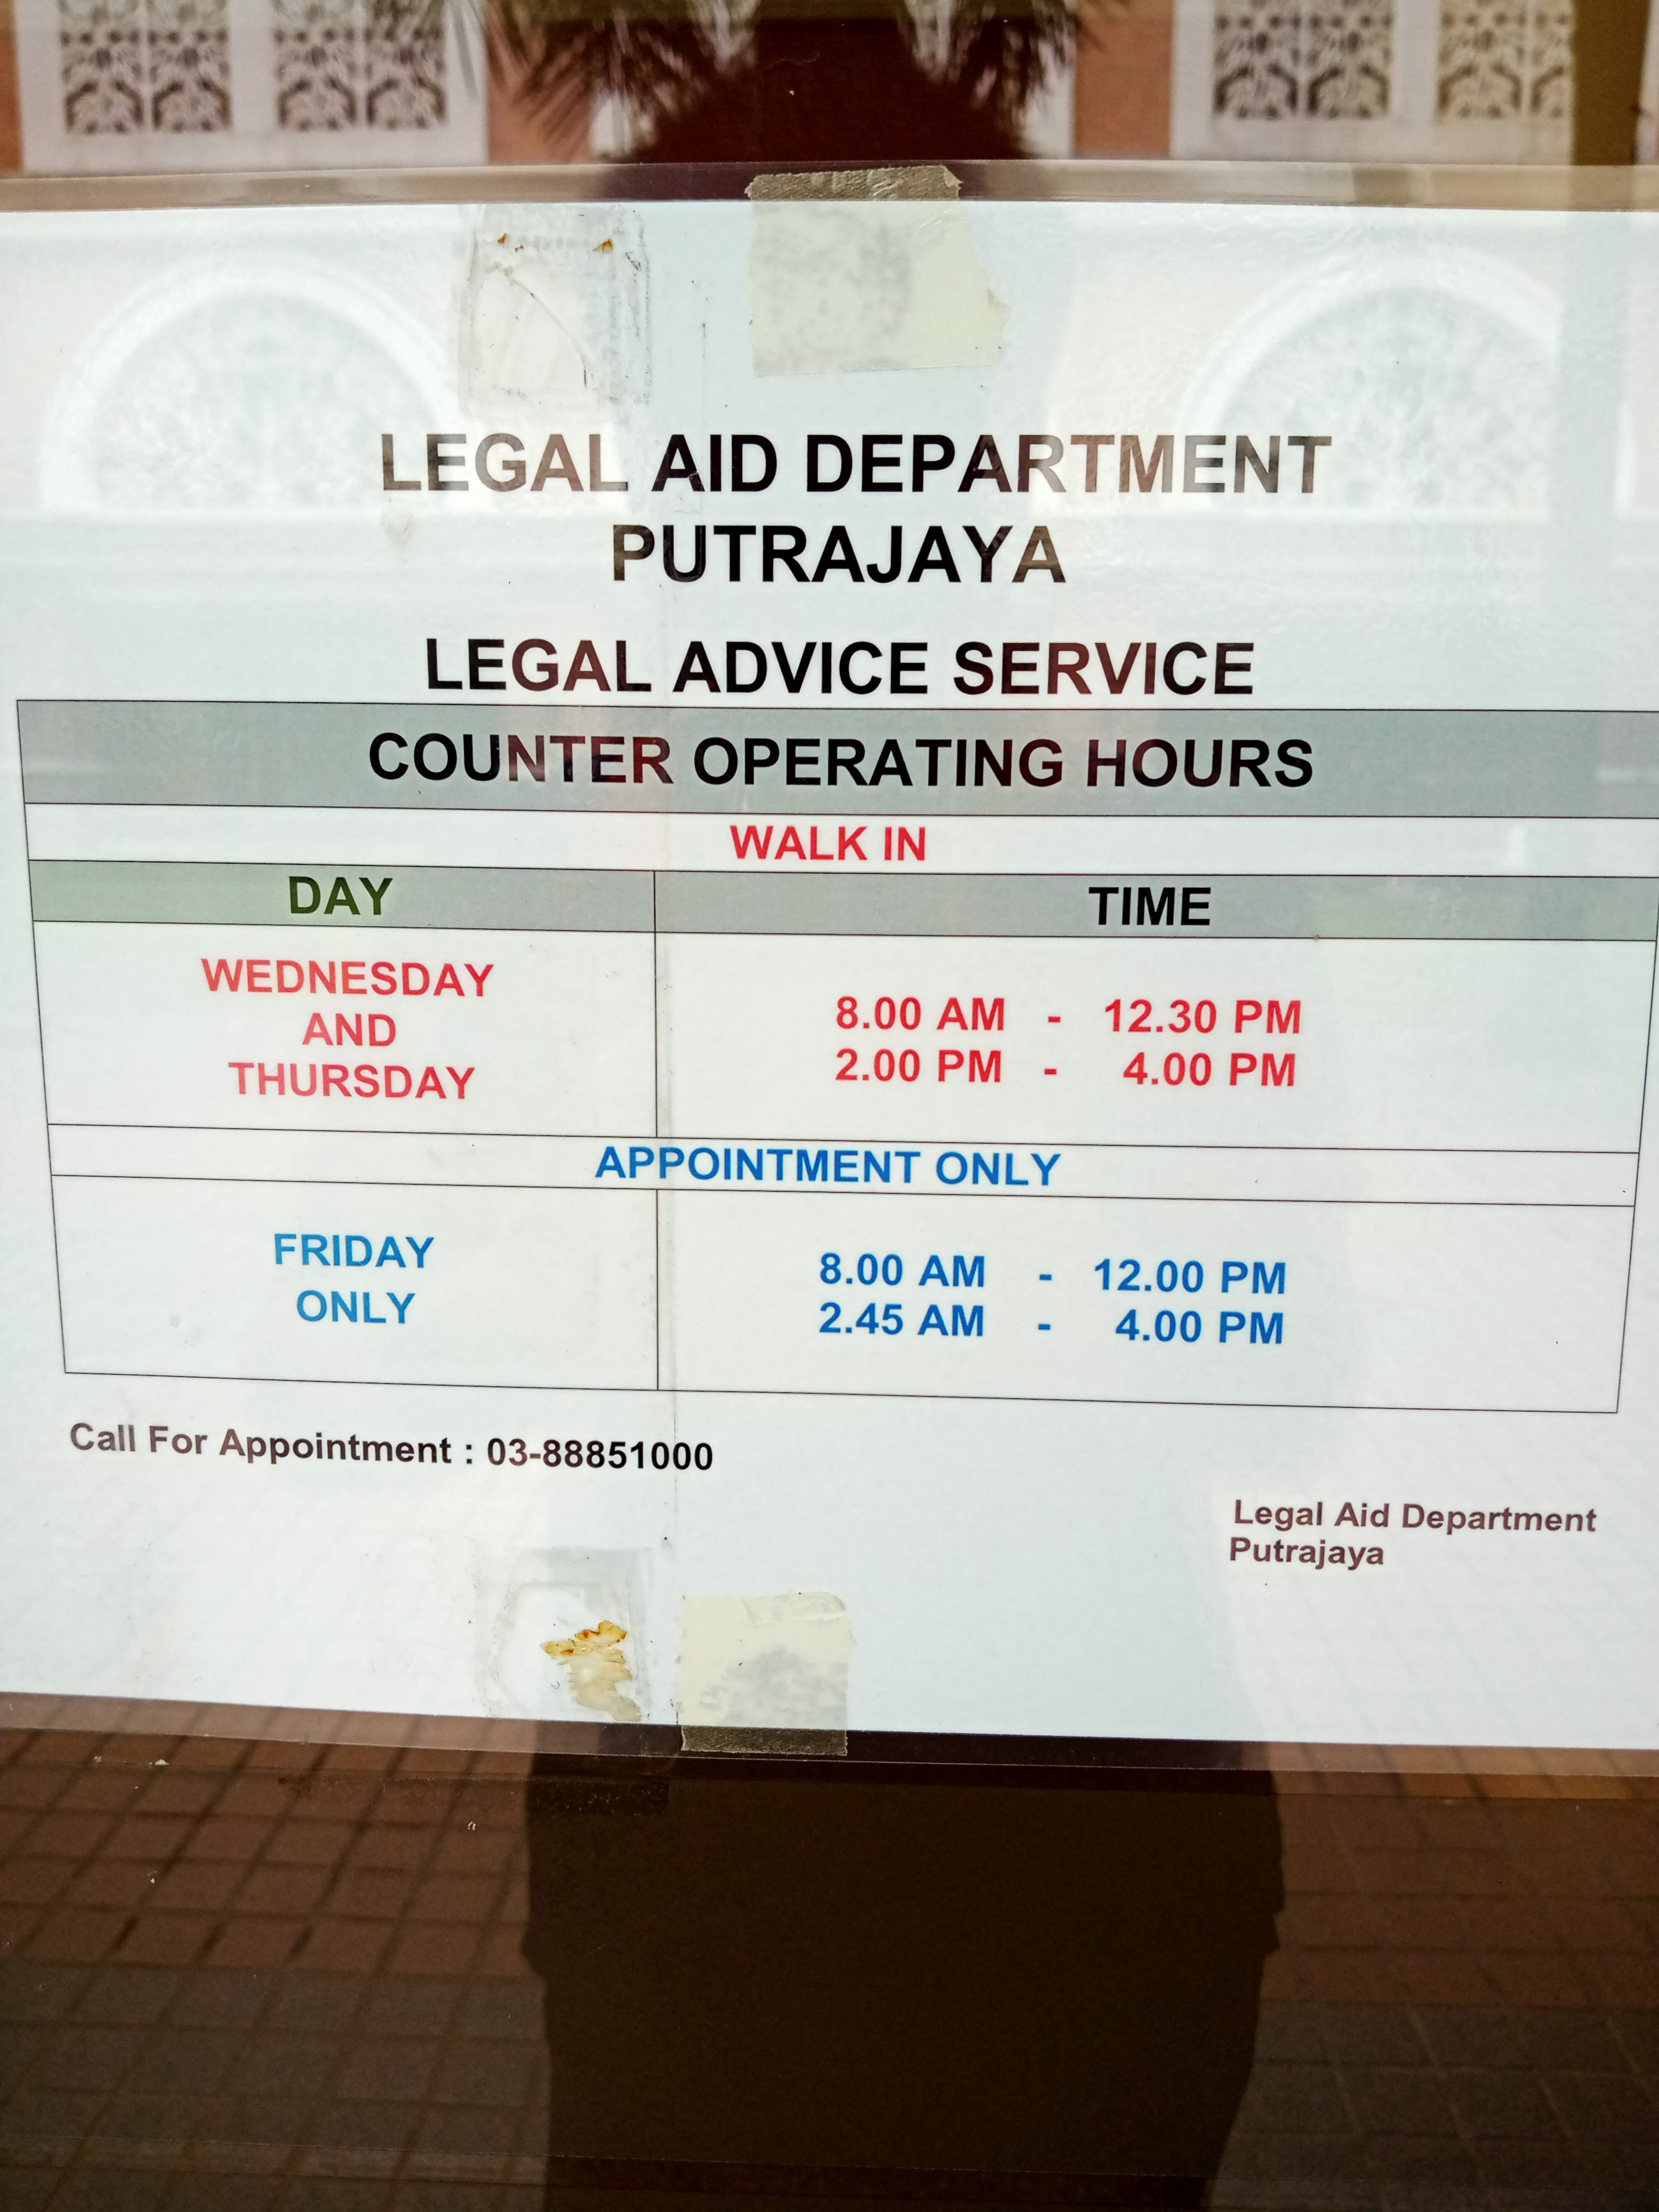 LEGAL AID DEPARTMENT
PUTRAJAYA
LEGAL ADVICE SERVICE
COUNTER OPERATING HOURS
WALK IN
DAY TIME
WEDNESDAY
AND
THURSDAY
8.00 AM - 12.30 PM
2.00 PM - 4.00 PM
APPOINTMENT ONLY
FRIDAY
ONLY
8.00 AM - 12.00 PM
2.45 AM - 4.00 PM
Call For Appointment : 03-88851000
Legal Aid Department
Putrajaya